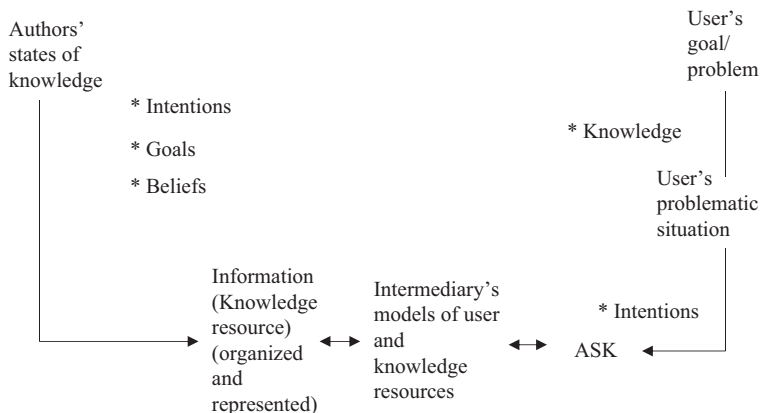 Authors’
states of
knowledge
* Intentions
* Goals
* Beliefs
User’s
goal/
problem
* Knowledge
User’s
problematic
situation
* Intentions
Information
(Knowledge
resource)
(organized
and
represented)
Intermediary’s
models of user
and
knowledge
resources
ASK